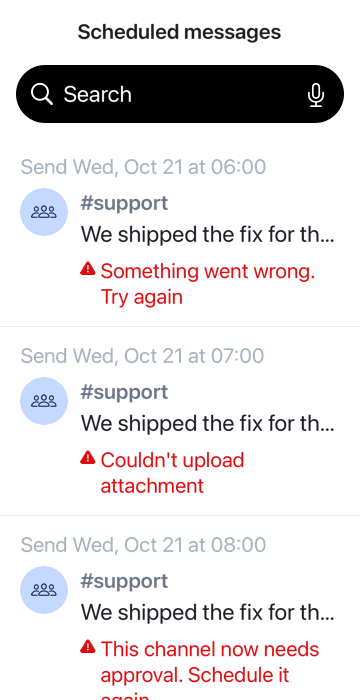 Scheduled messages
Search
Send Wed, Oct 21 at 06:00
#support
We shipped the fix for th...
Something went wrong.
Try again
Send Wed, Oct 21 at 07:00
#support
We shipped the fix for th...
Couldn't upload
attachment
Send Wed, Oct 21 at 08:00
#support
We shipped the fix for th...
This channel now needs
approval. Schedule it
again